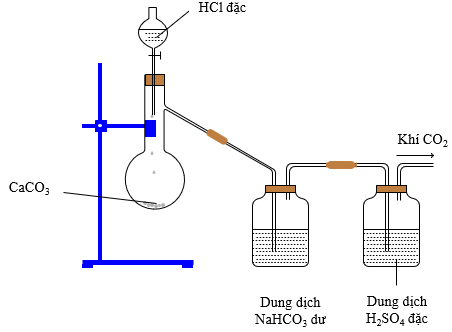 HCl đặc
Khí CO₂
CaCO₃
Dung dịch
NaHCO₃ dư
Dung dịch
H₂SO₄ đặc